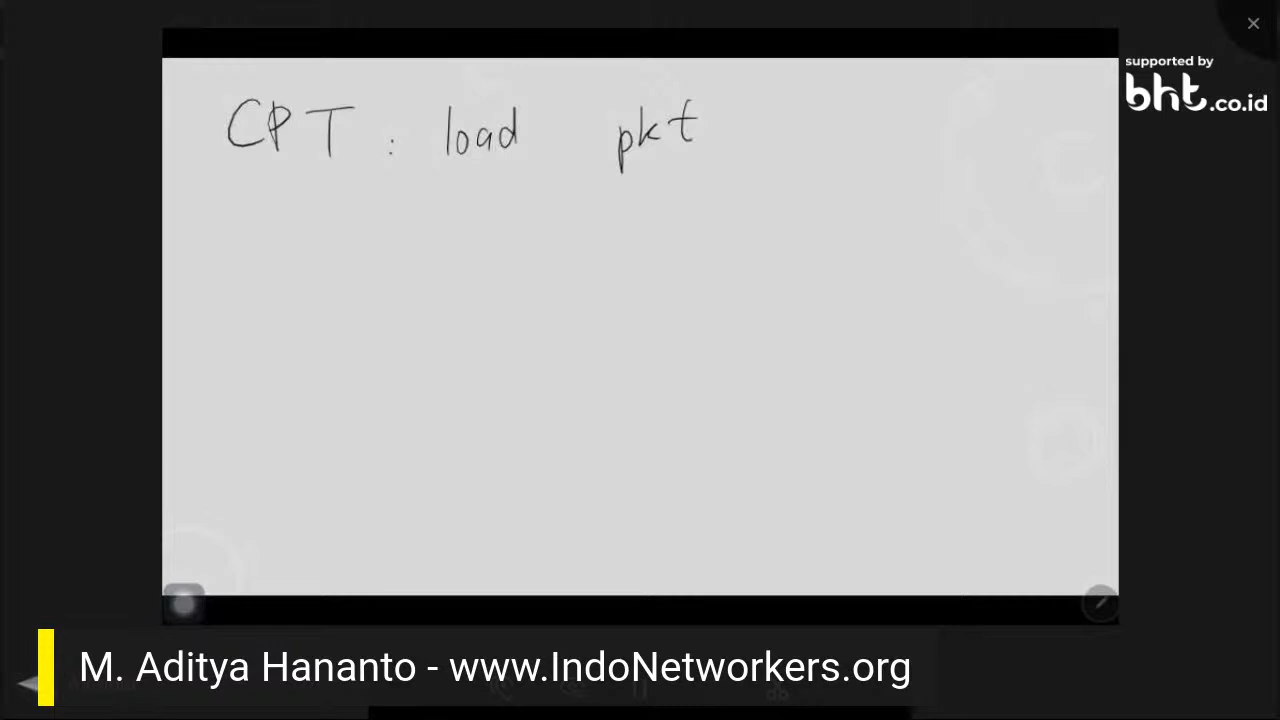 supported by
bht.co.id
CPT : load pkt
M. Aditya Hananto - www.IndoNetworkers.org